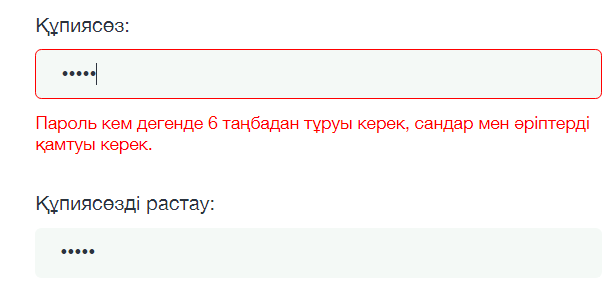 Құпиясөз:
•••••
Пароль кем дегенде 6 таңбадан тұруы керек, сандар мен әріптерді
қамтуы керек.
Құпиясөзді растау:
•••••